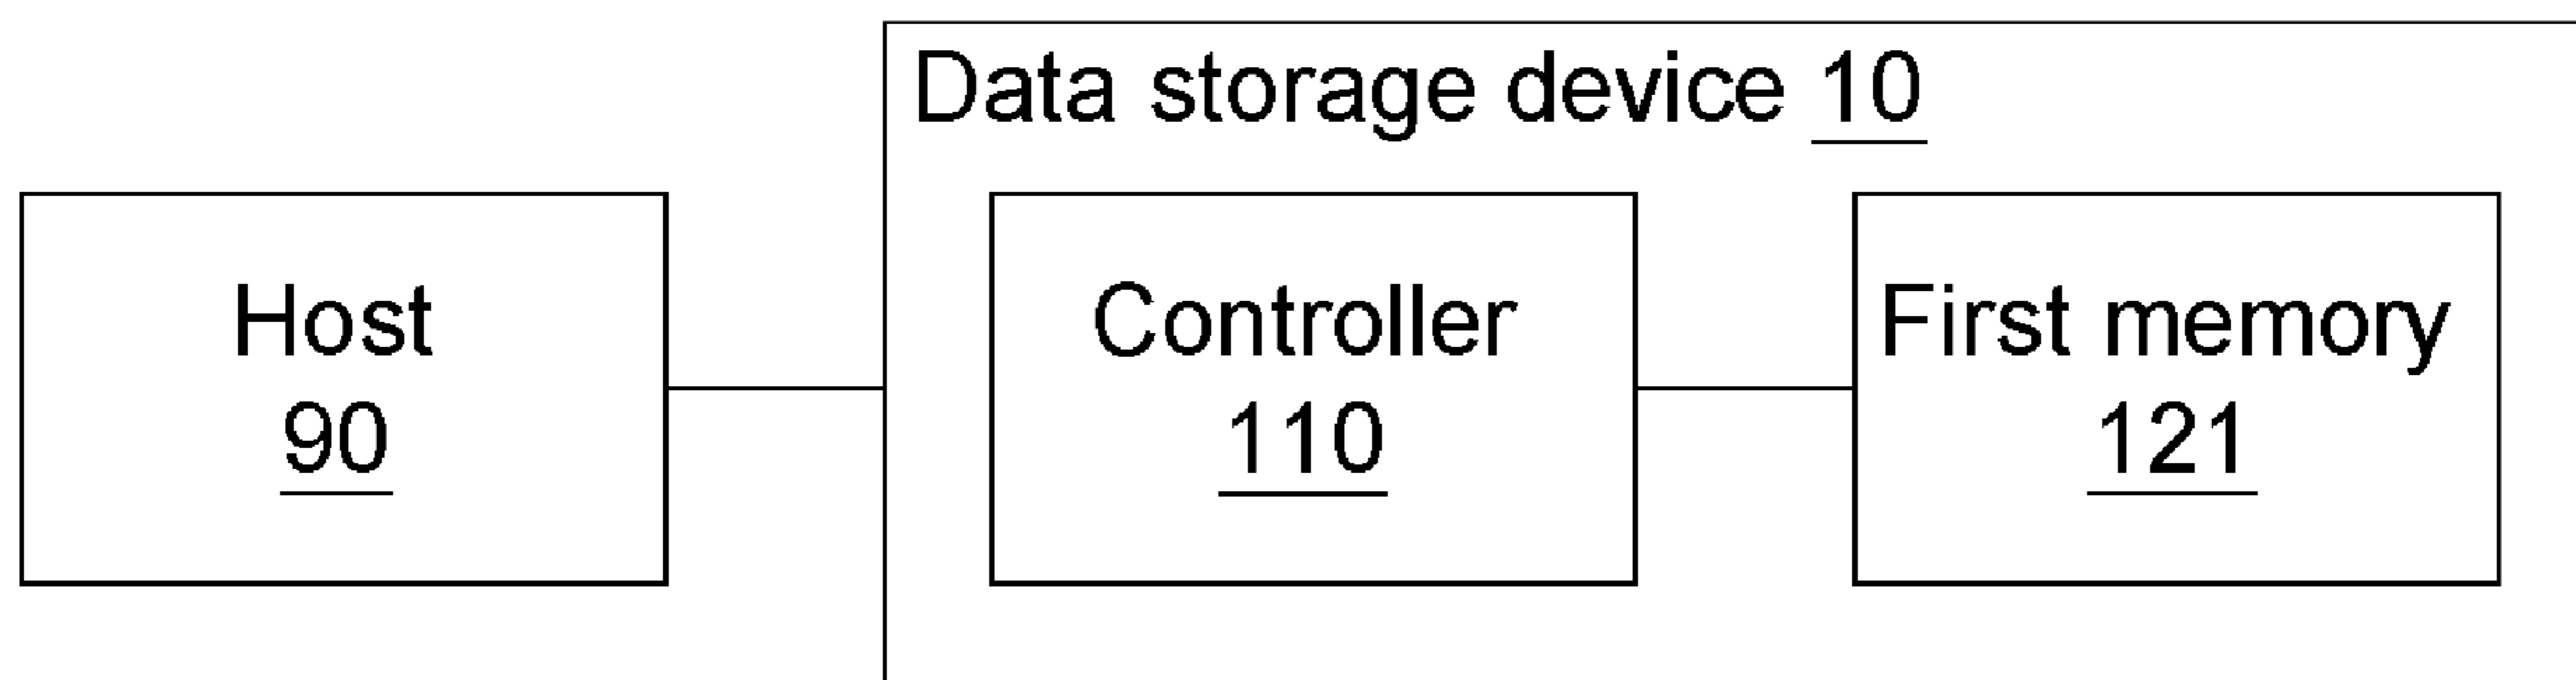 Data storage device 10
Host
90
Controller
110
First memory
121